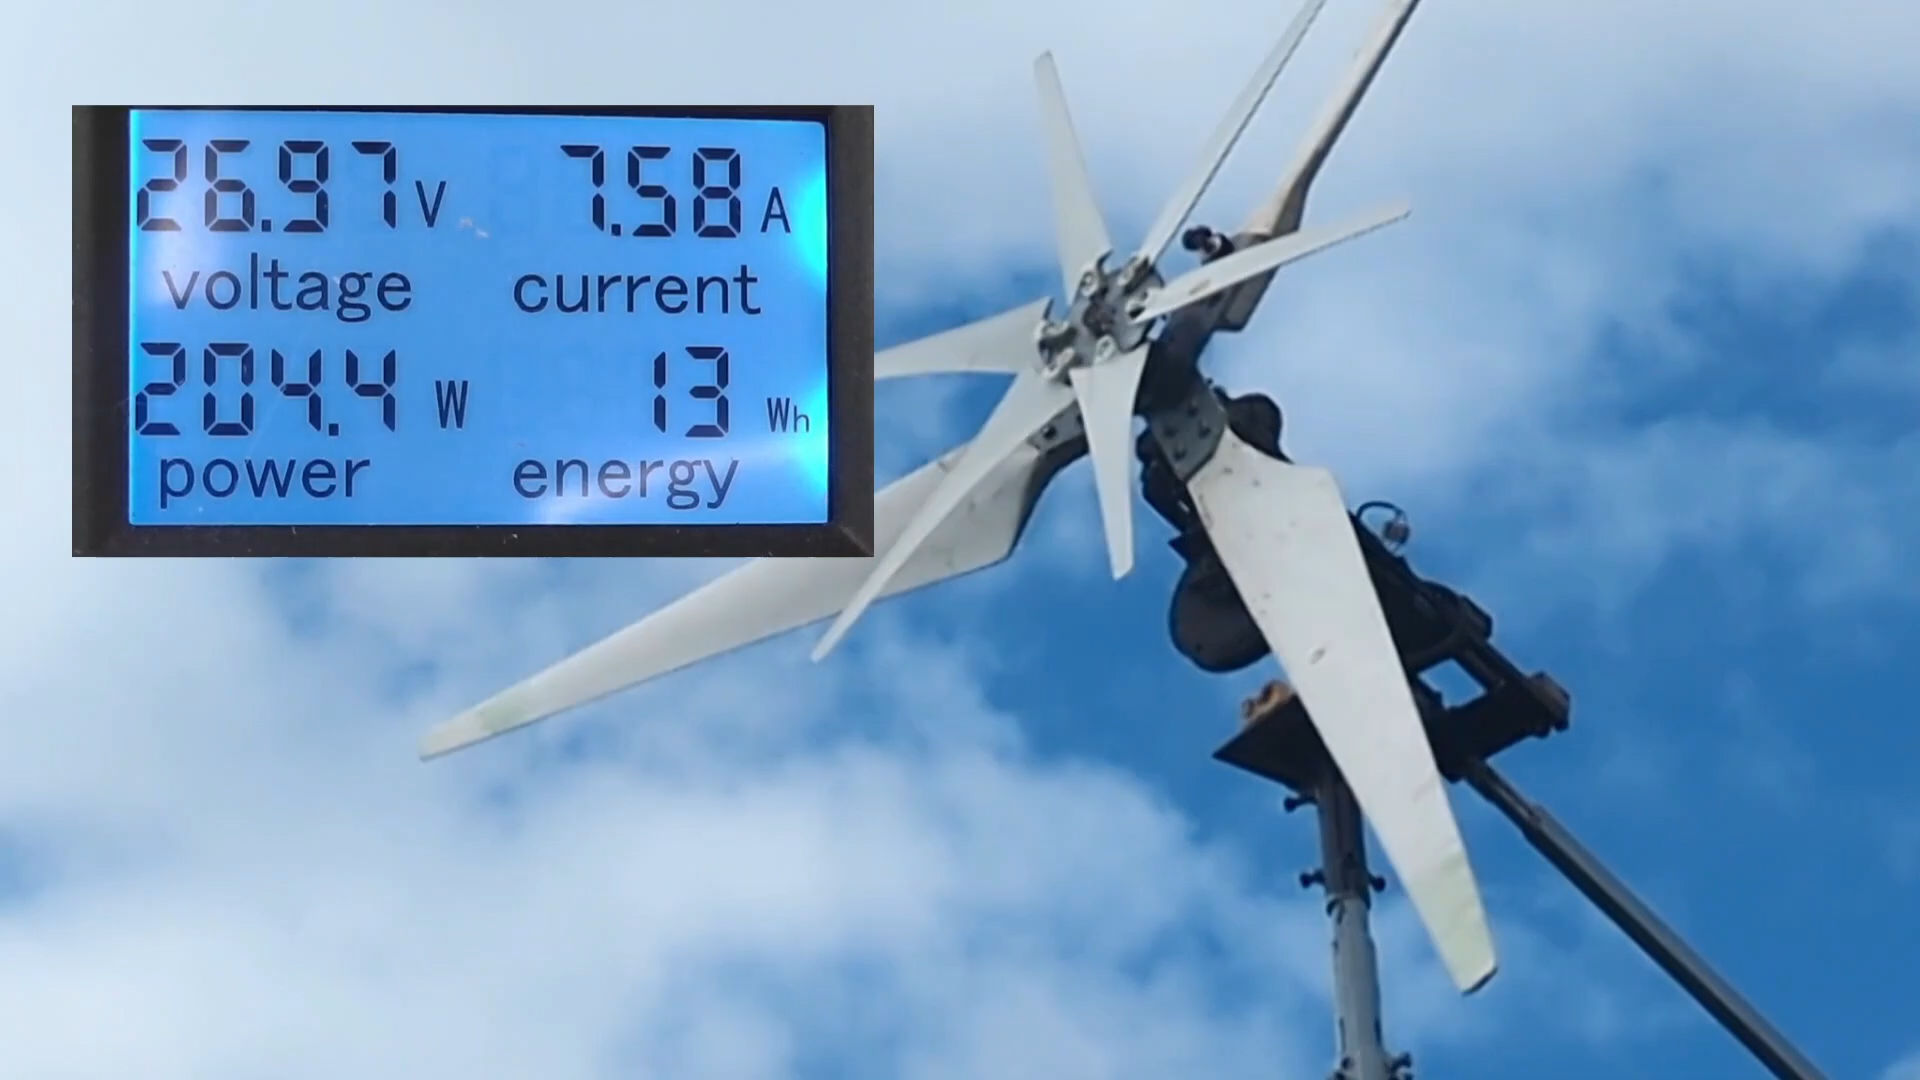 26.97 V 7.58 A
voltage current
204.4 W 13 Wh
power energy